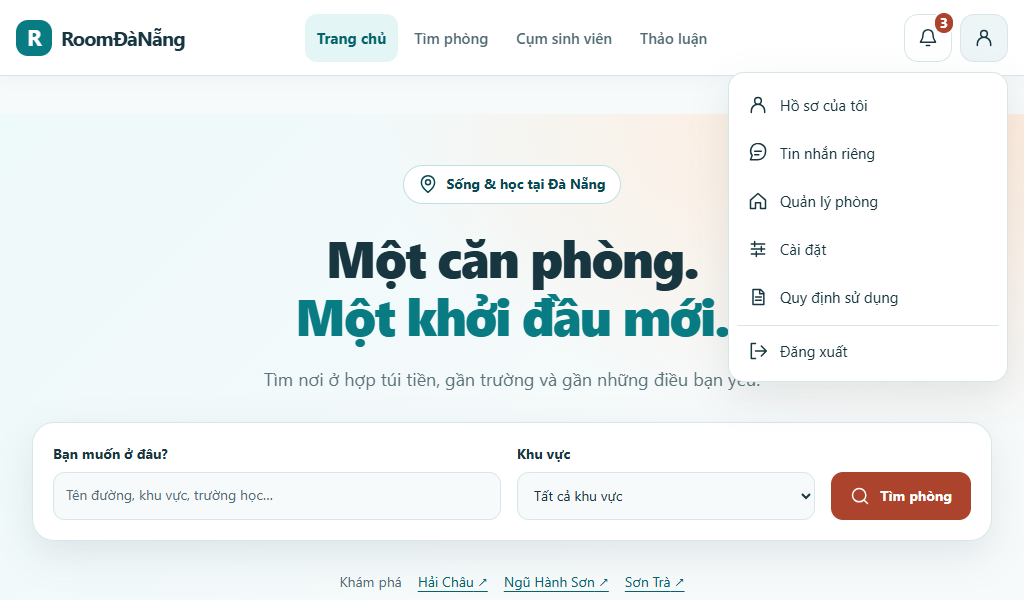 R RoomĐàNẵng
Trang chủ Tìm phòng Cụm sinh viên Thảo luận
3
Hồ sơ của tôi
Tin nhắn riêng
Quản lý phòng
Cài đặt
Quy định sử dụng
Đăng xuất
Sống & học tại Đà Nẵng
Một căn phòng.
Một khởi đầu mới.
Tìm nơi ở hợp túi tiền, gần trường và gần những điều bạn yêu.
Bạn muốn ở đâu? Khu vực
Tên đường, khu vực, trường học... Tất cả khu vực Tìm phòng
Khám phá Hải Châu ↗ Ngũ Hành Sơn ↗ Sơn Trà ↗